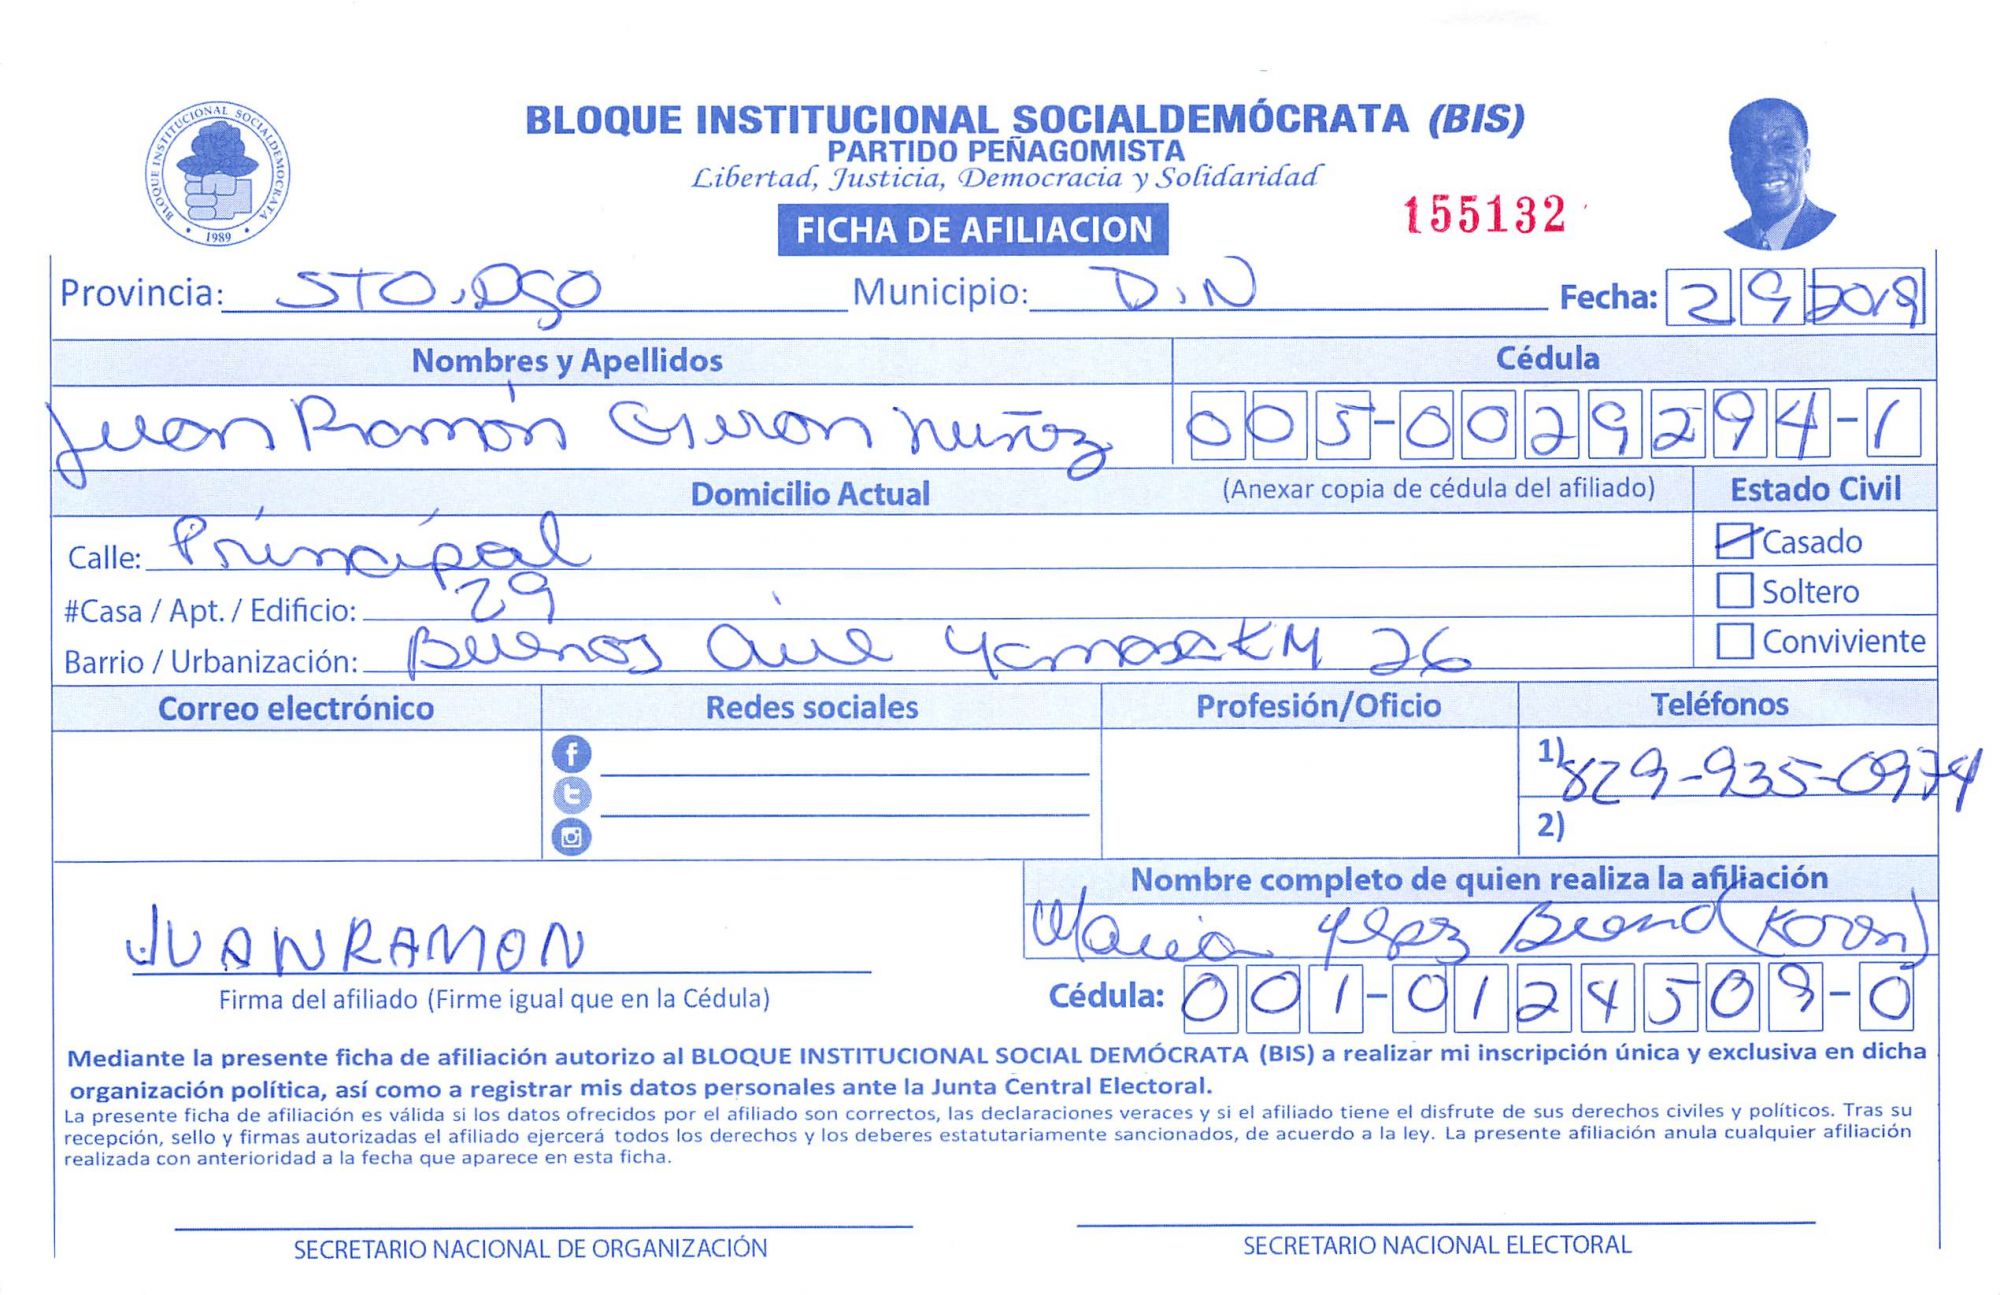 BLOQUE INSTITUCIONAL SOCIALDEMÓCRATA (BIS)
PARTIDO PEÑAGOMISTA
Libertad, Justicia, Democracia y Solidaridad
BLOQUE INSTITUCIONAL SOCIALDEMOCRATA
1989
155132
FICHA DE AFILIACION
Provincia: STO. DGO Municipio: D.N Fecha: 2 9 2019
Nombres y Apellidos Cédula
Juan Ramón Giron Nuñez 005-0029294-1
Domicilio Actual (Anexar copia de cédula del afiliado) Estado Civil
Calle: Principal Casado
#Casa / Apt. / Edificio: 29 Soltero
Barrio / Urbanización: Buenos Aire Yamasa KM 26 Conviviente
Correo electrónico Redes sociales Profesión/Oficio Teléfonos
1) 829-935-0974
2)
Nombre completo de quien realiza la afiliación
JUAN RAMON Maria
Firma del afiliado (Firme igual que en la Cédula) Cédula: 001-0124509-0
Mediante la presente ficha de afiliación autorizo al BLOQUE INSTITUCIONAL SOCIAL DEMÓCRATA (BIS) a realizar mi inscripción única y exclusiva en dicha
organización política, así como a registrar mis datos personales ante la Junta Central Electoral.
La presente ficha de afiliación es válida si los datos ofrecidos por el afiliado son correctos, las declaraciones veraces y si el afiliado tiene el disfrute de sus derechos civiles y políticos. Tras su
recepción, sello y firmas autorizadas el afiliado ejercerá todos los derechos y los deberes estatutariamente sancionados, de acuerdo a la ley. La presente afiliación anula cualquier afiliación
realizada con anterioridad a la fecha que aparece en esta ficha.
SECRETARIO NACIONAL DE ORGANIZACIÓN SECRETARIO NACIONAL ELECTORAL